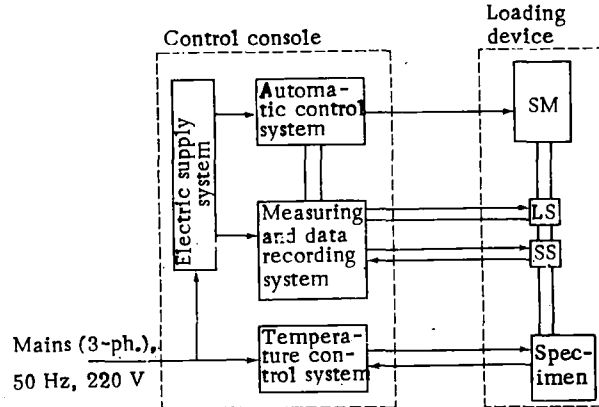 Control console
Loading
device
Automa-
tic control
system
SM
Electric supply
system
Measuring
and data
recording
system
LS
SS
Mains (3-ph.),
50 Hz, 220 V
Tempera-
ture con-
trol system
Spec-
imen